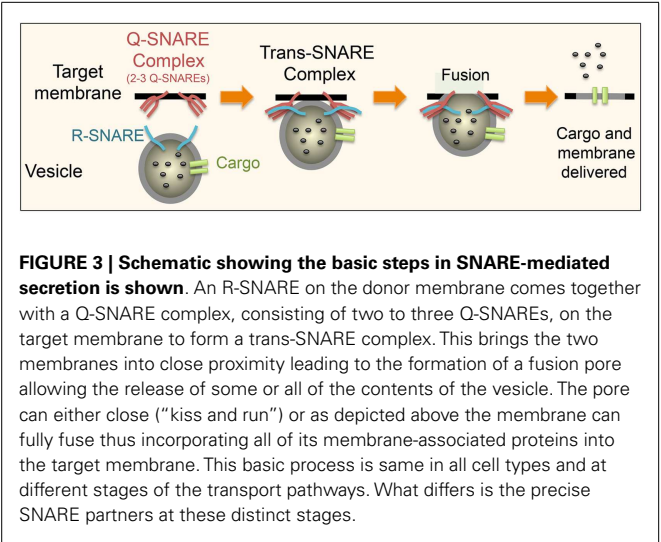 Q-SNARE
Complex
(2-3 Q-SNAREs)
Target
membrane
R-SNARE
Vesicle
Cargo
Trans-SNARE
Complex
Fusion
Cargo and
membrane
delivered
FIGURE 3 | Schematic showing the basic steps in SNARE-mediated
secretion is shown. An R-SNARE on the donor membrane comes together
with a Q-SNARE complex, consisting of two to three Q-SNAREs, on the
target membrane to form a trans-SNARE complex. This brings the two
membranes into close proximity leading to the formation of a fusion pore
allowing the release of some or all of the contents of the vesicle. The pore
can either close (“kiss and run”) or as depicted above the membrane can
fully fuse thus incorporating all of its membrane-associated proteins into
the target membrane. This basic process is same in all cell types and at
different stages of the transport pathways. What differs is the precise
SNARE partners at these distinct stages.